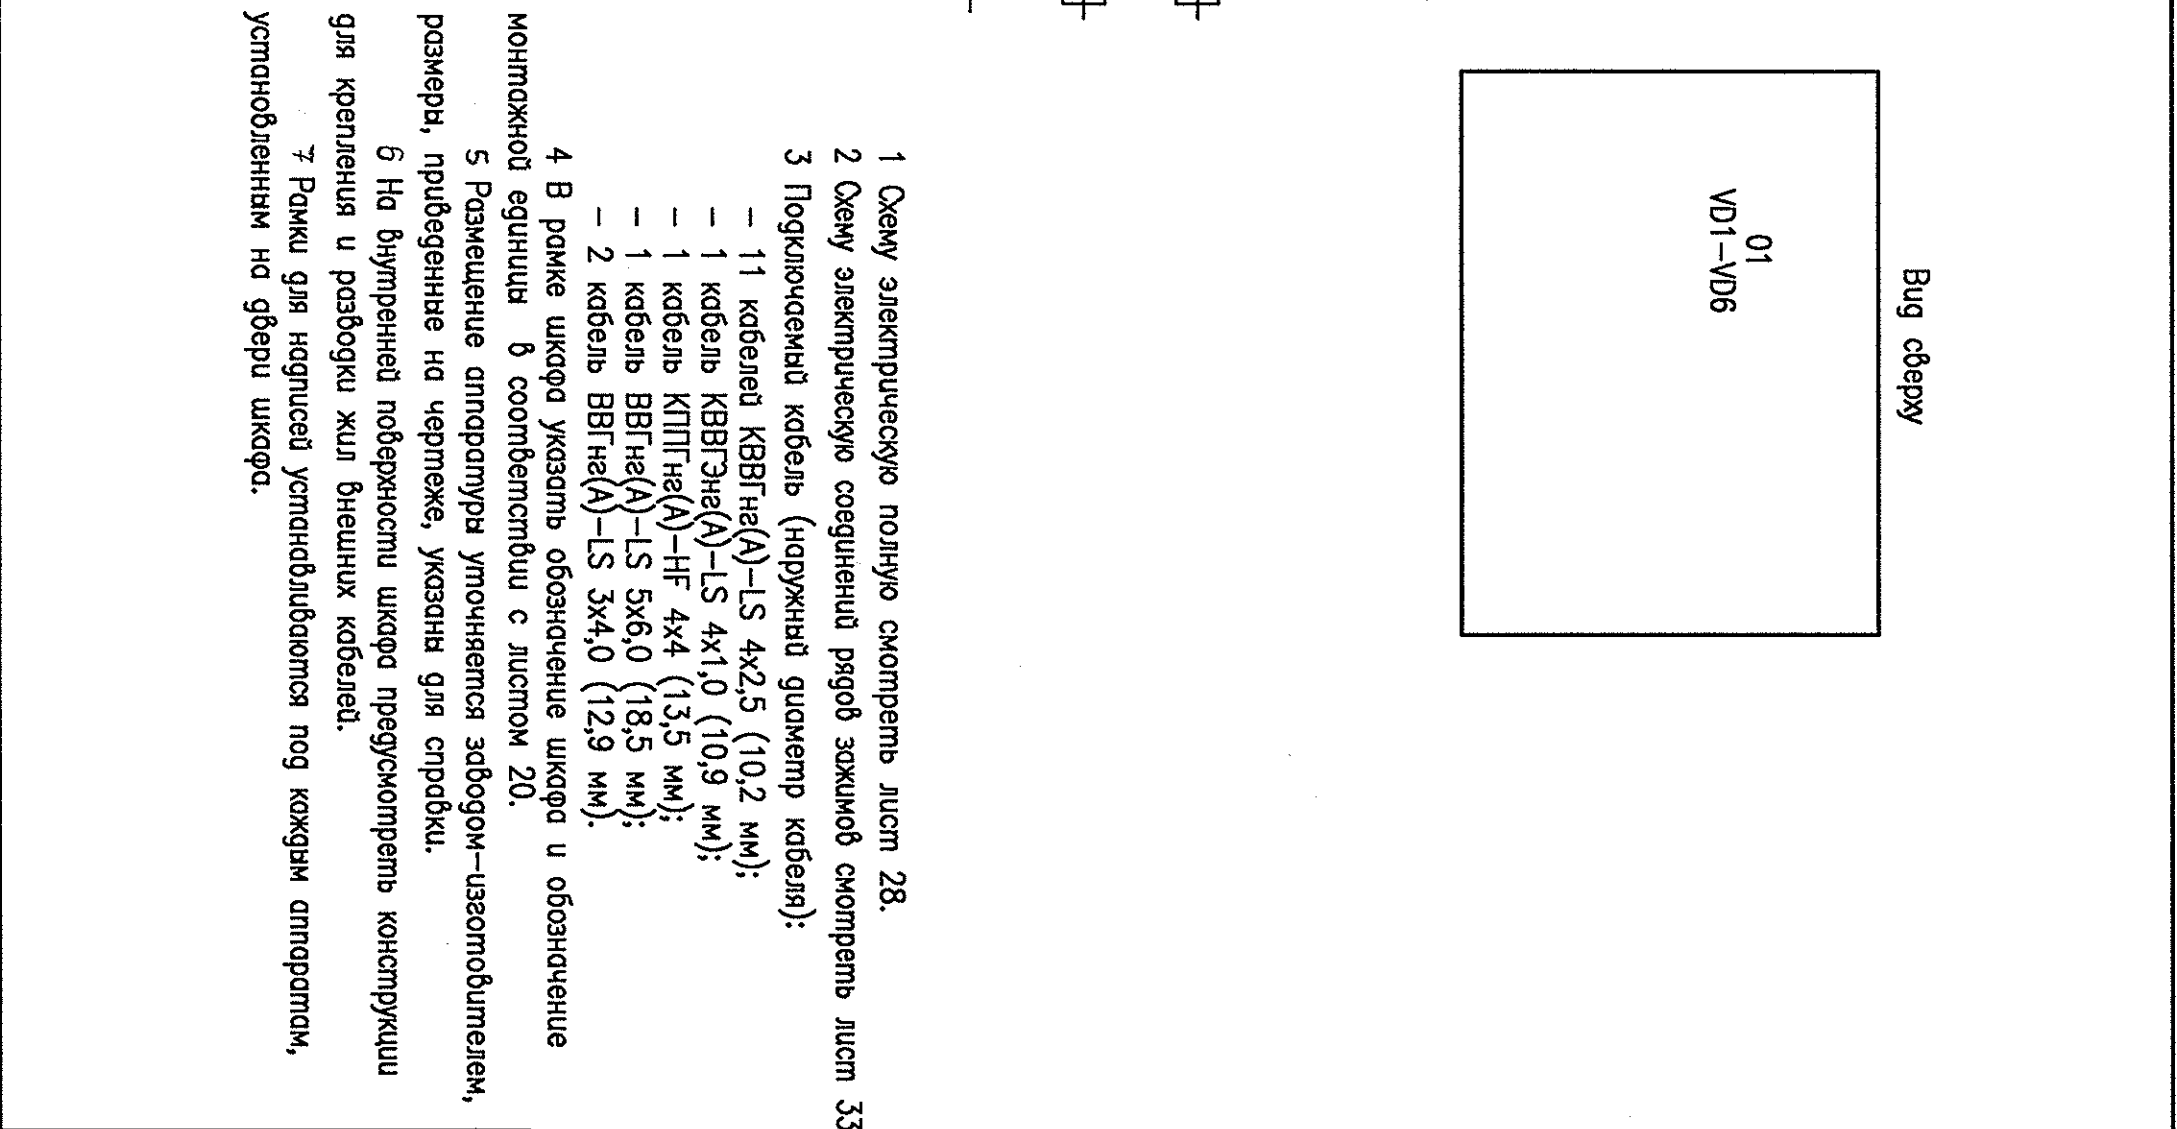 Вид сверху
01
VD1-VD6
1 Схему электрическую полную смотреть лист 28.
2 Схему электрическую соединений рядов зажимов смотреть лист 33
3 Подключаемый кабель (наружный диаметр кабеля):
- 11 кабелей КВВГнг(А)-LS 4х2,5 (10,2 мм);
- 1 кабель КВВГЭнг(А)-LS 4х1,0 (10,9 мм);
- 1 кабель КППГнг(А)-HF 4х4 (13,5 мм);
- 1 кабель ВВГнг(А)-LS 5х6,0 (18,5 мм);
- 2 кабель ВВГнг(А)-LS 3х4,0 (12,9 мм).
4 В рамке шкафа указать обозначение шкафа и обозначение
монтажной единицы в соответствии с листом 20.
5 Размещение аппаратуры уточняется заводом-изготовителем,
размеры, приведенные на чертеже, указаны для справки.
6 На внутренней поверхности шкафа предусмотреть конструкции
для крепления и разводки жил внешних кабелей.
7 Рамки для надписей устанавливаются под каждым аппаратам,
установленным на двери шкафа.